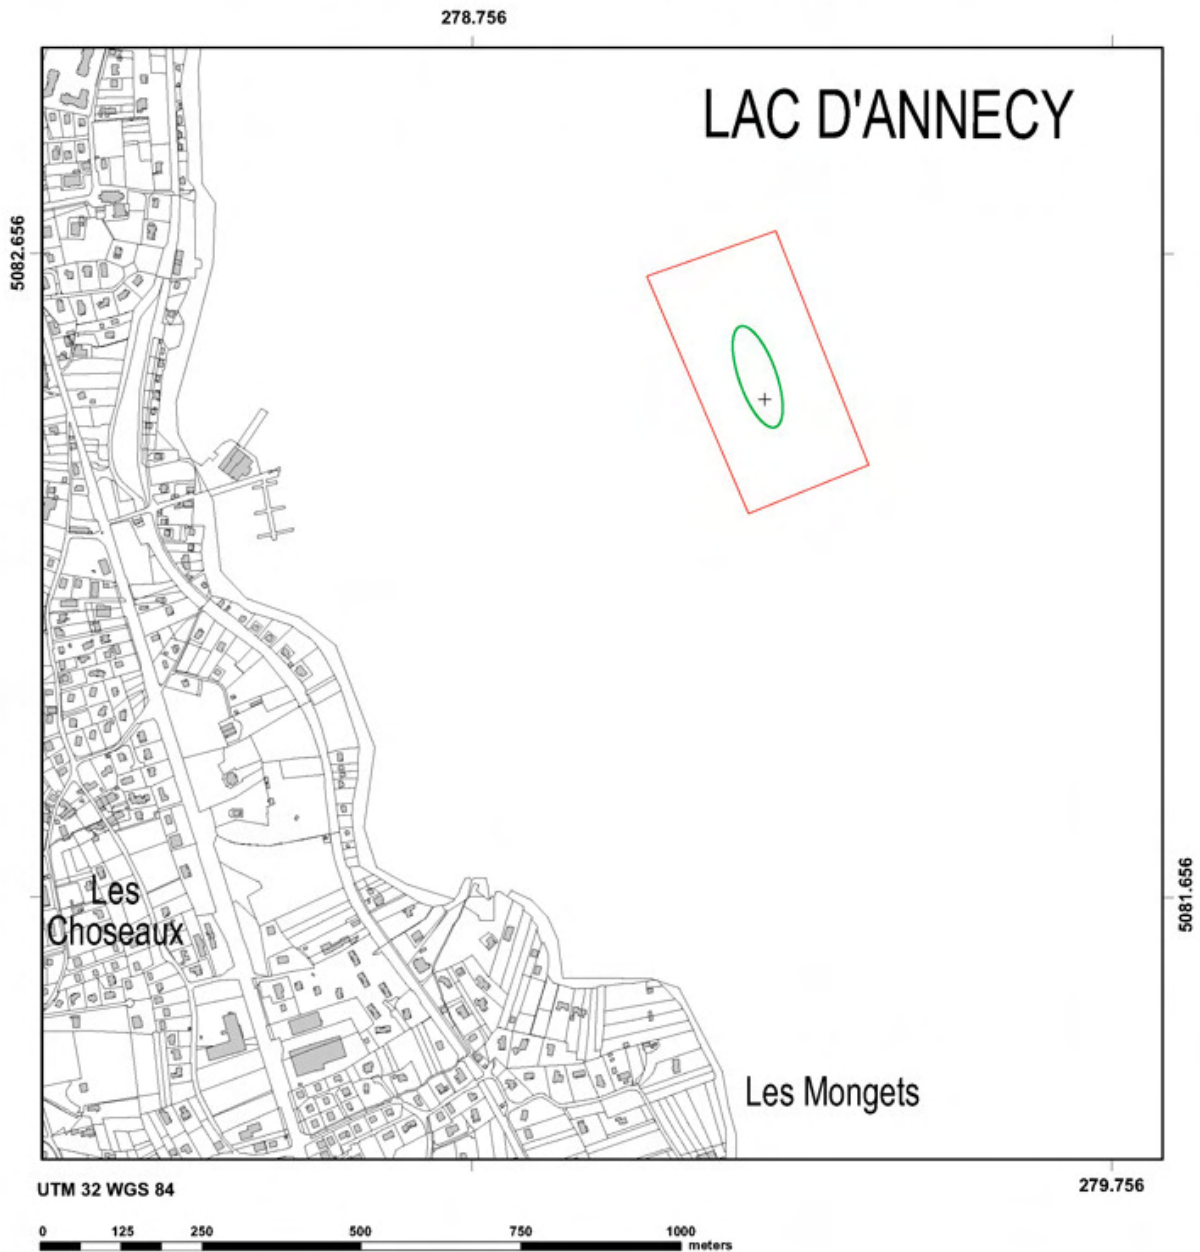 278.756
LAC D'ANNECY
5082.656
5081.656
Les
Choseaux
Les Mongets
UTM 32 WGS 84
279.756
0 125 250 500 750 1000
meters